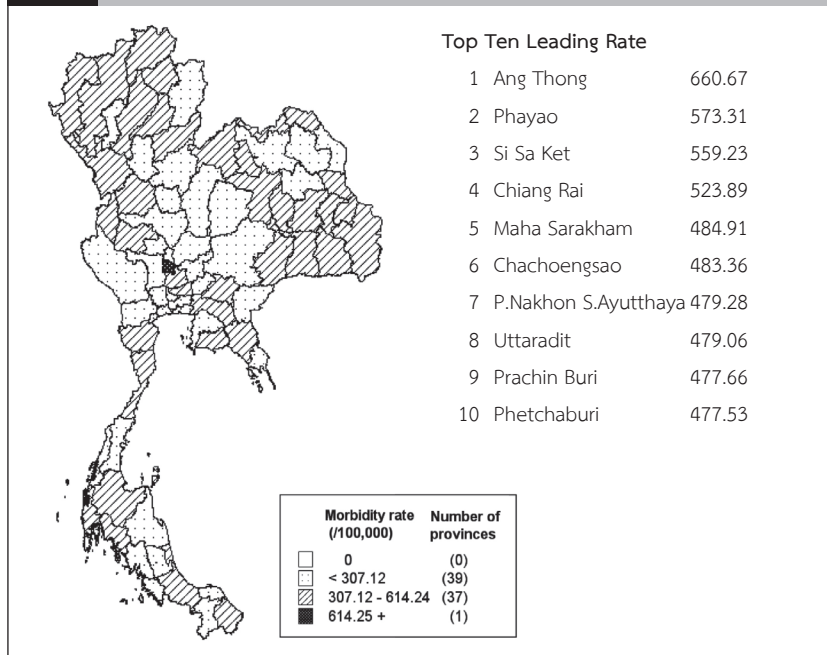 Top Ten Leading Rate
1 Ang Thong 660.67
2 Phayao 573.31
3 Si Sa Ket 559.23
4 Chiang Rai 523.89
5 Maha Sarakham 484.91
6 Chachoengsao 483.36
7 P.Nakhon S.Ayutthaya 479.28
8 Uttaradit 479.06
9 Prachin Buri 477.66
10 Phetchaburi 477.53
Morbidity rate Number of
(/100,000) provinces
0 (0)
< 307.12 (39)
307.12 - 614.24 (37)
614.25 + (1)